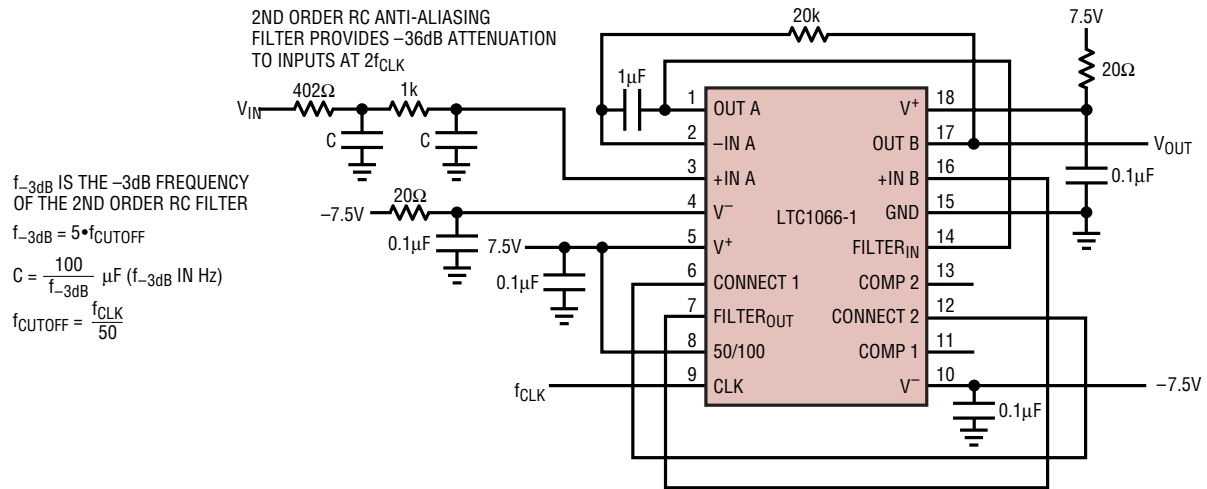 2ND ORDER RC ANTI-ALIASING
FILTER PROVIDES –36dB ATTENUATION
TO INPUTS AT 2fCLK
20k
7.5V
20Ω
1µF
402Ω
1k
VIN
C
C
1
OUT A
2
–IN A
3
+IN A
4
V–
5
V+
6
CONNECT 1
7
FILTEROUT
8
50/100
9
CLK
LTC1066-1
V+
18
OUT B
17
+IN B
16
GND
15
FILTERIN
14
COMP 2
13
CONNECT 2
12
COMP 1
11
V–
10
VOUT
0.1µF
f–3dB IS THE –3dB FREQUENCY
OF THE 2ND ORDER RC FILTER
f–3dB = 5•fCUTOFF
C = 100
f–3dB
µF (f–3dB IN Hz)
fCUTOFF = fCLK
50
20Ω
–7.5V
0.1µF
7.5V
0.1µF
fCLK
–7.5V
0.1µF